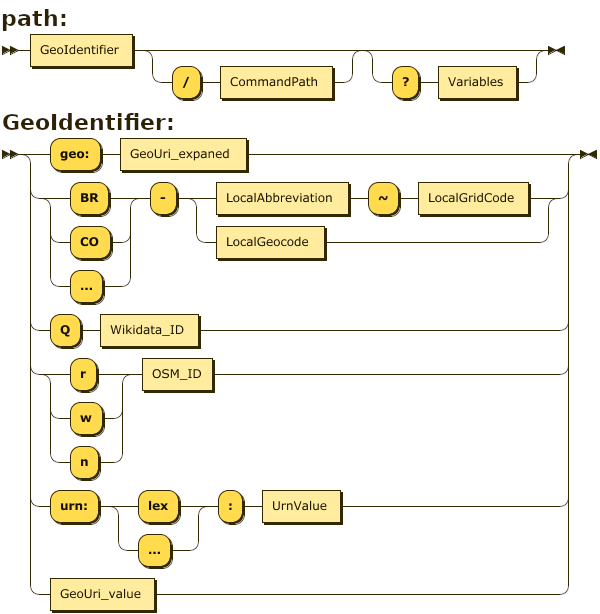 path:
GeoIdentifier
/ CommandPath ? Variables
GeoIdentifier:
geo: GeoUri_expaned
BR - LocalAbbreviation ~ LocalGridCode
CO LocalGeocode
...
Q Wikidata_ID
r OSM_ID
w
n
urn: lex : UrnValue
...
GeoUri_value